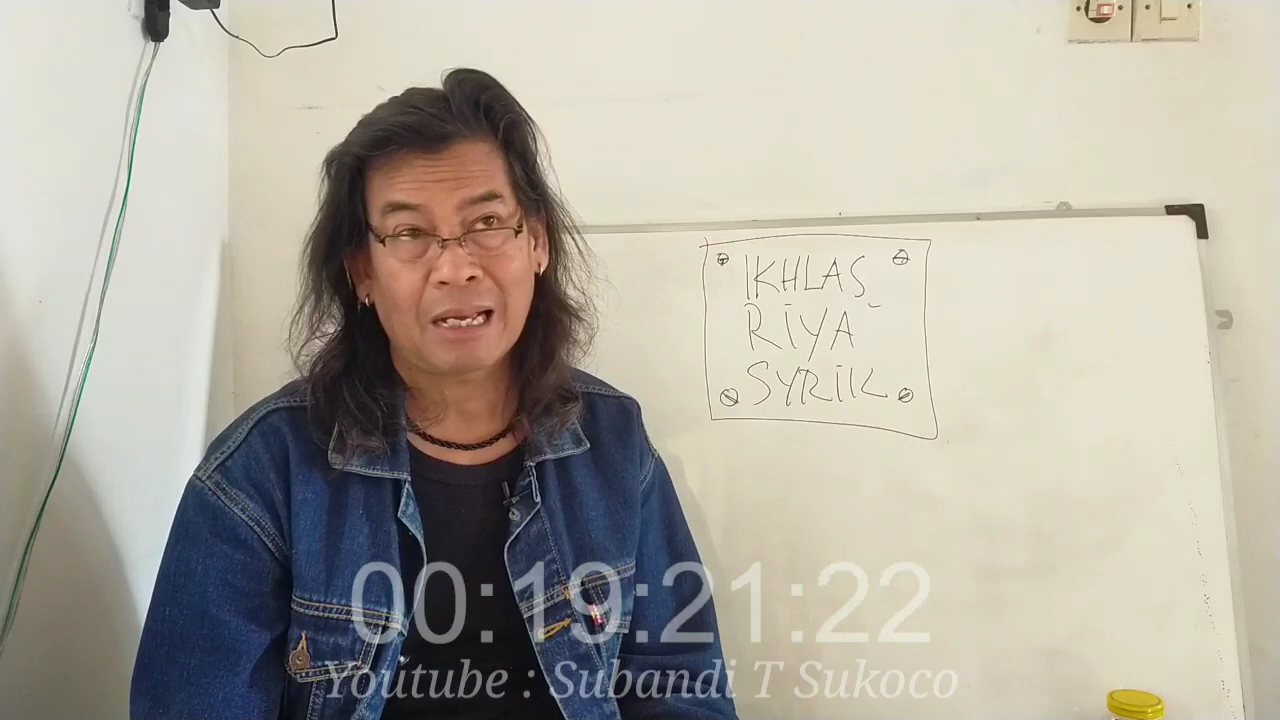 IKHLAS
RIYA
SYRIK
00:19:21:22
Youtube : Subandi T Sukoco